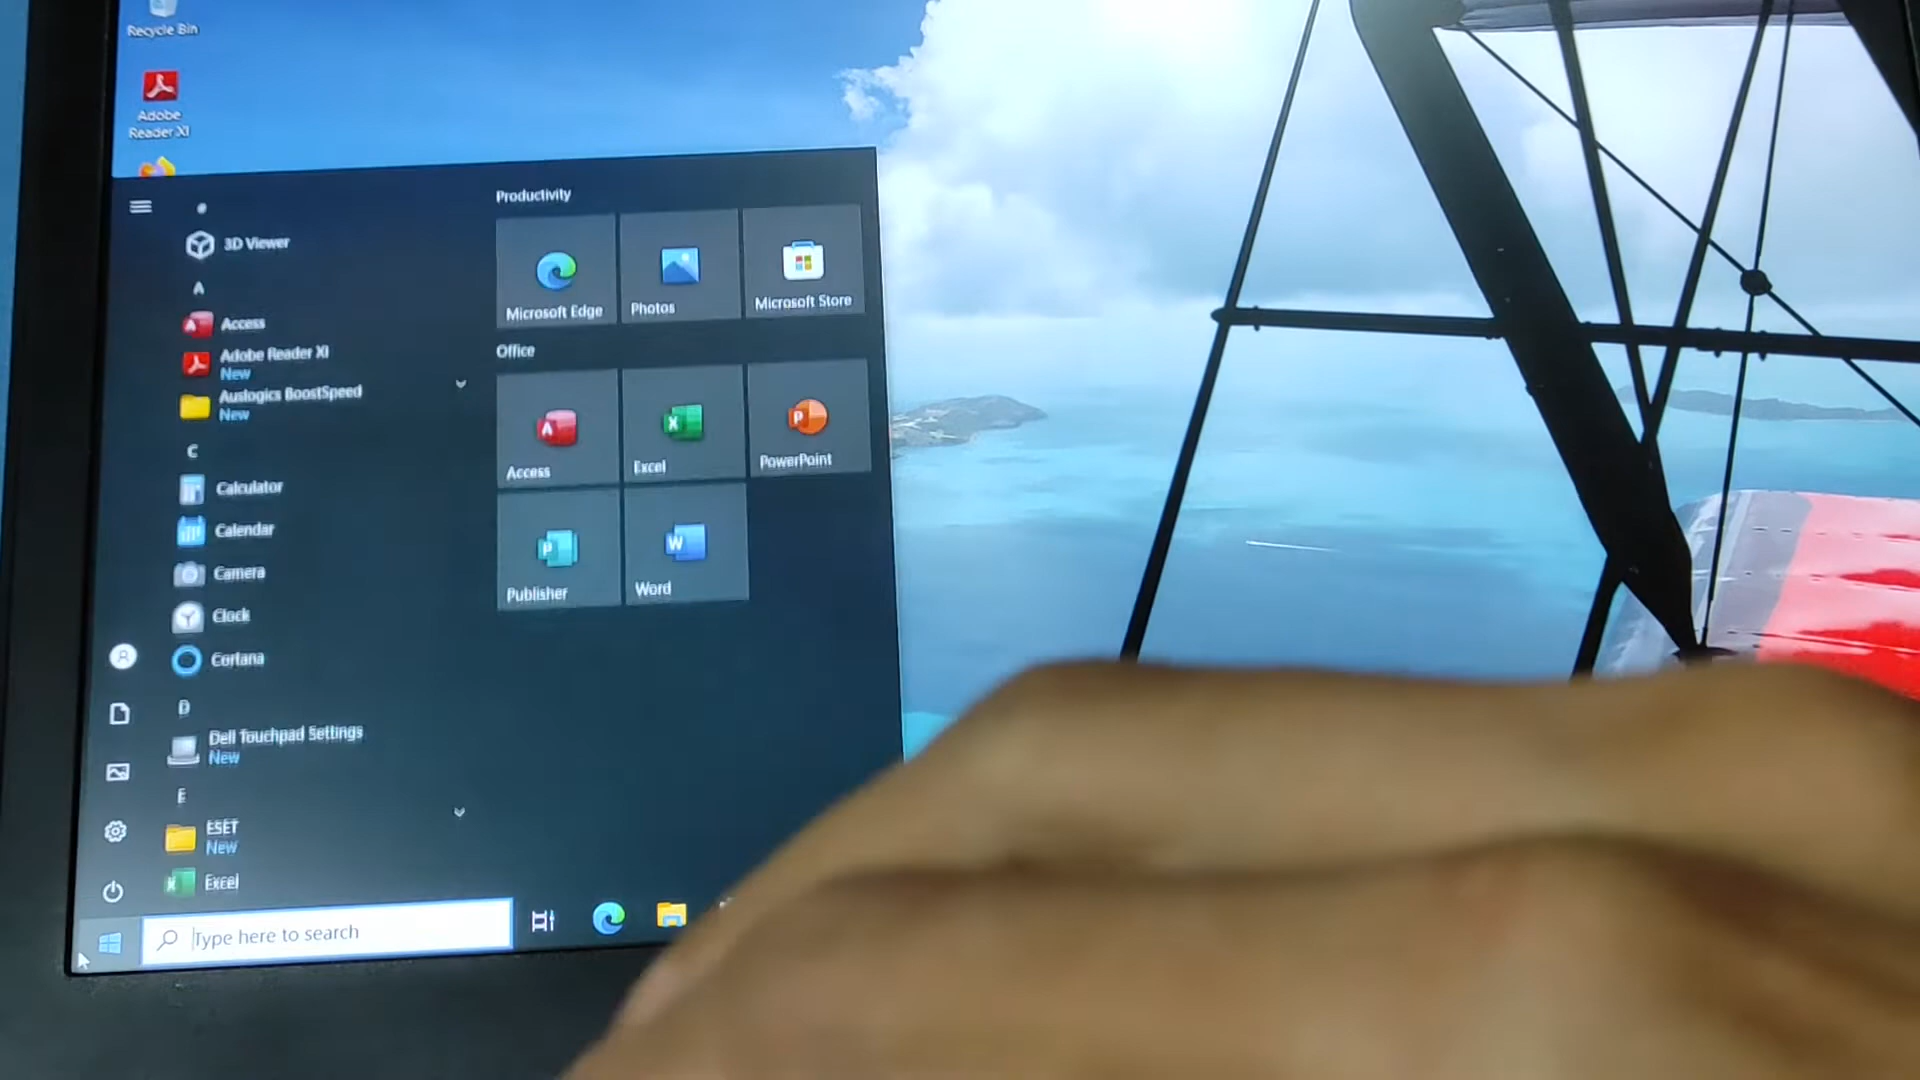 Recycle Bin
Adobe
Reader XI
#
3D Viewer
A
Access
Adobe Reader XI
New
Auslogics BoostSpeed
New
C
Calculator
Calendar
Camera
Clock
Cortana
D
Dell Touchpad Settings
New
E
ESET
New
Excel
Productivity
Microsoft Edge
Photos
Microsoft Store
Office
Access
Excel
PowerPoint
Publisher
Word
Type here to search